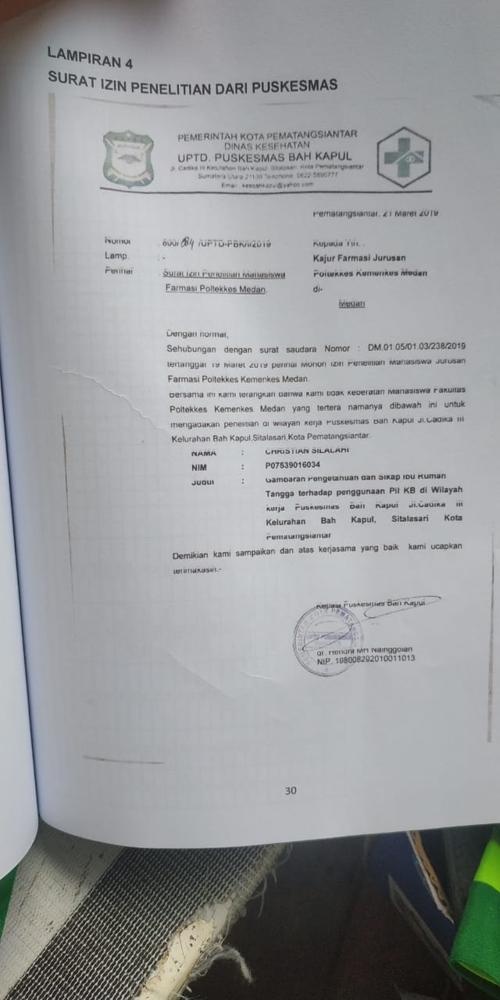 LAMPIRAN 4
SURAT IZIN PENELITIAN DARI PUSKESMAS
PEMERINTAH KOTA PEMATANGSIANTAR
DINAS KESEHATAN
UPTD. PUSKESMAS BAH KAPUL
Jl. Cadika III Kelurahan Bah Kapul, Sitalasari, Kota Pematangsiantar
Sumatera Utara 21139 Telephone. 0622-5890777
Email : kesbahkapul@yahoo.com
Pematangsiantar, 21 Maret 2019
Nomor : 800/ /UPTD-PBK/I/2019
Kepada Yth. :
Lamp. : -
Kajur Farmasi Jurusan
Perihal : Surat Izin Penelitian Mahasiswa
Poltekkes Kemenkes Medan
Farmasi Poltekkes Medan.
di-
Medan
Dengan hormat,
Sehubungan dengan surat saudara Nomor : DM.01.05/01.03/238/2019
tertanggal 19 Maret 2019 perihal Mohon Izin Penelitian Mahasiswa Jurusan
Farmasi Poltekkes Kemenkes Medan.
Bersama ini kami terangkan bahwa kami tidak keberatan Mahasiswa Fakultas
Poltekkes Kemenkes Medan yang tertera namanya dibawah ini untuk
mengadakan penelitian di wilayah kerja Puskesmas Bah Kapul Jl.Cadika III
Kelurahan Bah Kapul,Sitalasari,Kota Pematangsiantar.
NAMA : CHRISTIAN SILALAHI
NIM : P07539016034
Judul : Gambaran Pengetahuan dan Sikap Ibu Rumah
Tangga terhadap penggunaan Pil KB di Wilayah
kerja Puskesmas Bah Kapul Jl.Cadika III
Kelurahan Bah Kapul, Sitalasari Kota
Pematangsiantar
Demikian kami sampaikan dan atas kerjasama yang baik kami ucapkan
terimakasih.-
Kepala Puskesmas Bah Kapul
dr. Hendra MH Nainggolan
NIP. 198008292010011013
30